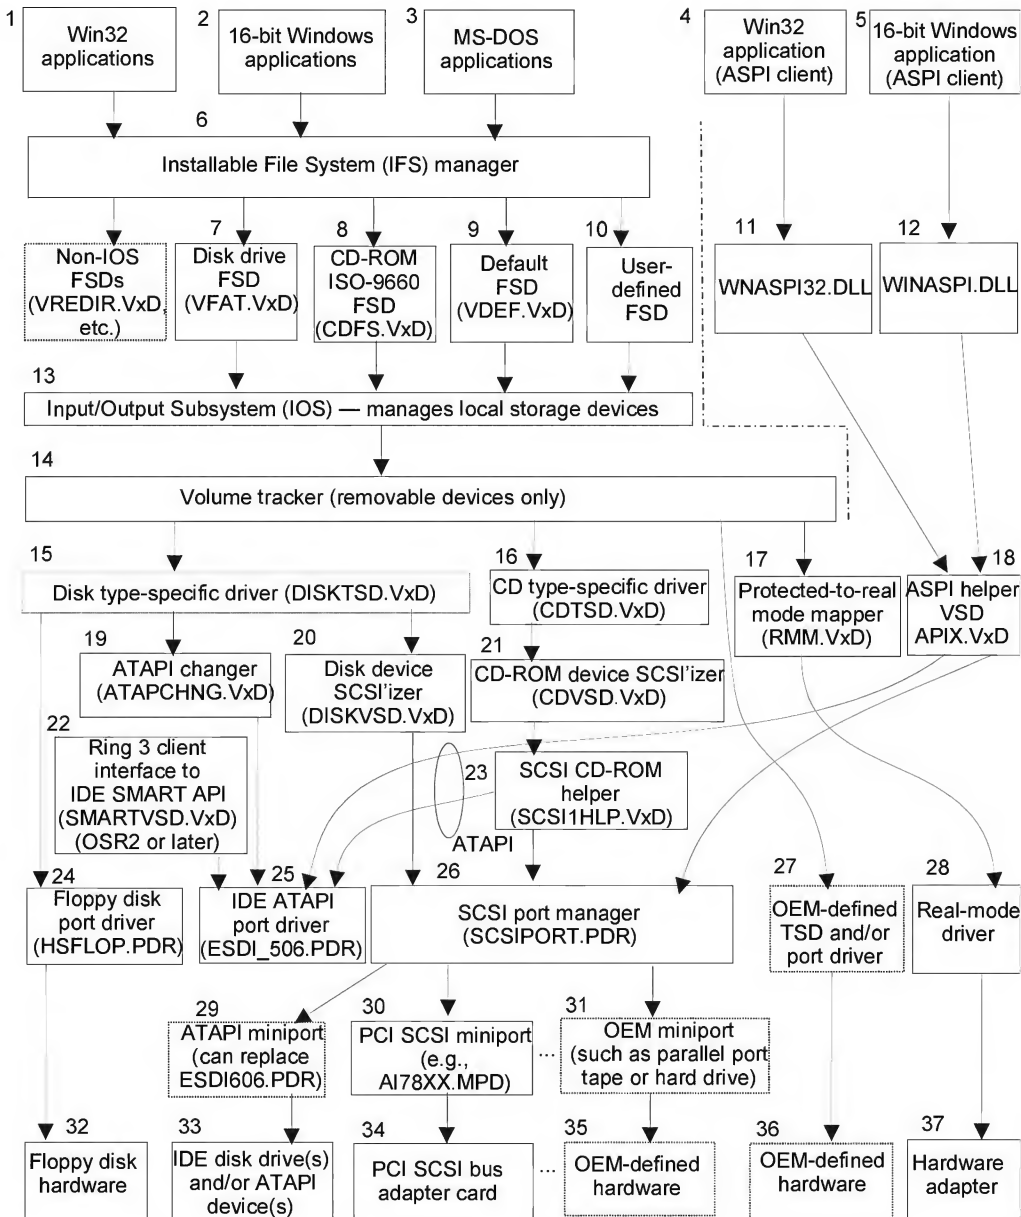 1
Win32
applications
2
16-bit Windows
applications
3
MS-DOS
applications
4
Win32
application
(ASPI client)
5
16-bit Windows
application
(ASPI client)
6
Installable File System (IFS) manager
Non-IOS
FSDs
(VREDIR.VxD,
etc.)
7
Disk drive
FSD
(VFAT.VxD)
8
CD-ROM
ISO-9660
FSD
(CDFS.VxD)
9
Default
FSD
(VDEF.VxD)
10
User-
defined
FSD
11
WNASPI32.DLL
12
WINASPI.DLL
13
Input/Output Subsystem (IOS) — manages local storage devices
14
Volume tracker (removable devices only)
15
Disk type-specific driver (DISKTSD.VxD)
16
CD type-specific driver
(CDTSD.VxD)
17
Protected-to-real
mode mapper
(RMM.VxD)
18
ASPI helper
VSD
APIX.VxD
19
ATAPI changer
(ATAPCHNG.VxD)
20
Disk device
SCSI'izer
(DISKVSD.VxD)
21
CD-ROM device SCSI'izer
(CDVSD.VxD)
22
Ring 3 client
interface to
IDE SMART API
(SMARTVSD.VxD)
(OSR2 or later)
23
ATAPI
SCSI CD-ROM
helper
(SCSI1HLP.VxD)
24
Floppy disk
port driver
(HSFLOP.PDR)
25
IDE ATAPI
port driver
(ESDI_506.PDR)
26
SCSI port manager
(SCSIPORT.PDR)
27
OEM-defined
TSD and/or
port driver
28
Real-mode
driver
29
ATAPI miniport
(can replace
ESDI606.PDR)
30
PCI SCSI miniport
(e.g.,
AI78XX.MPD)
...
31
OEM miniport
(such as parallel port
tape or hard drive)
32
Floppy disk
hardware
33
IDE disk drive(s)
and/or ATAPI
device(s)
34
PCI SCSI bus
adapter card
...
35
OEM-defined
hardware
36
OEM-defined
hardware
37
Hardware
adapter